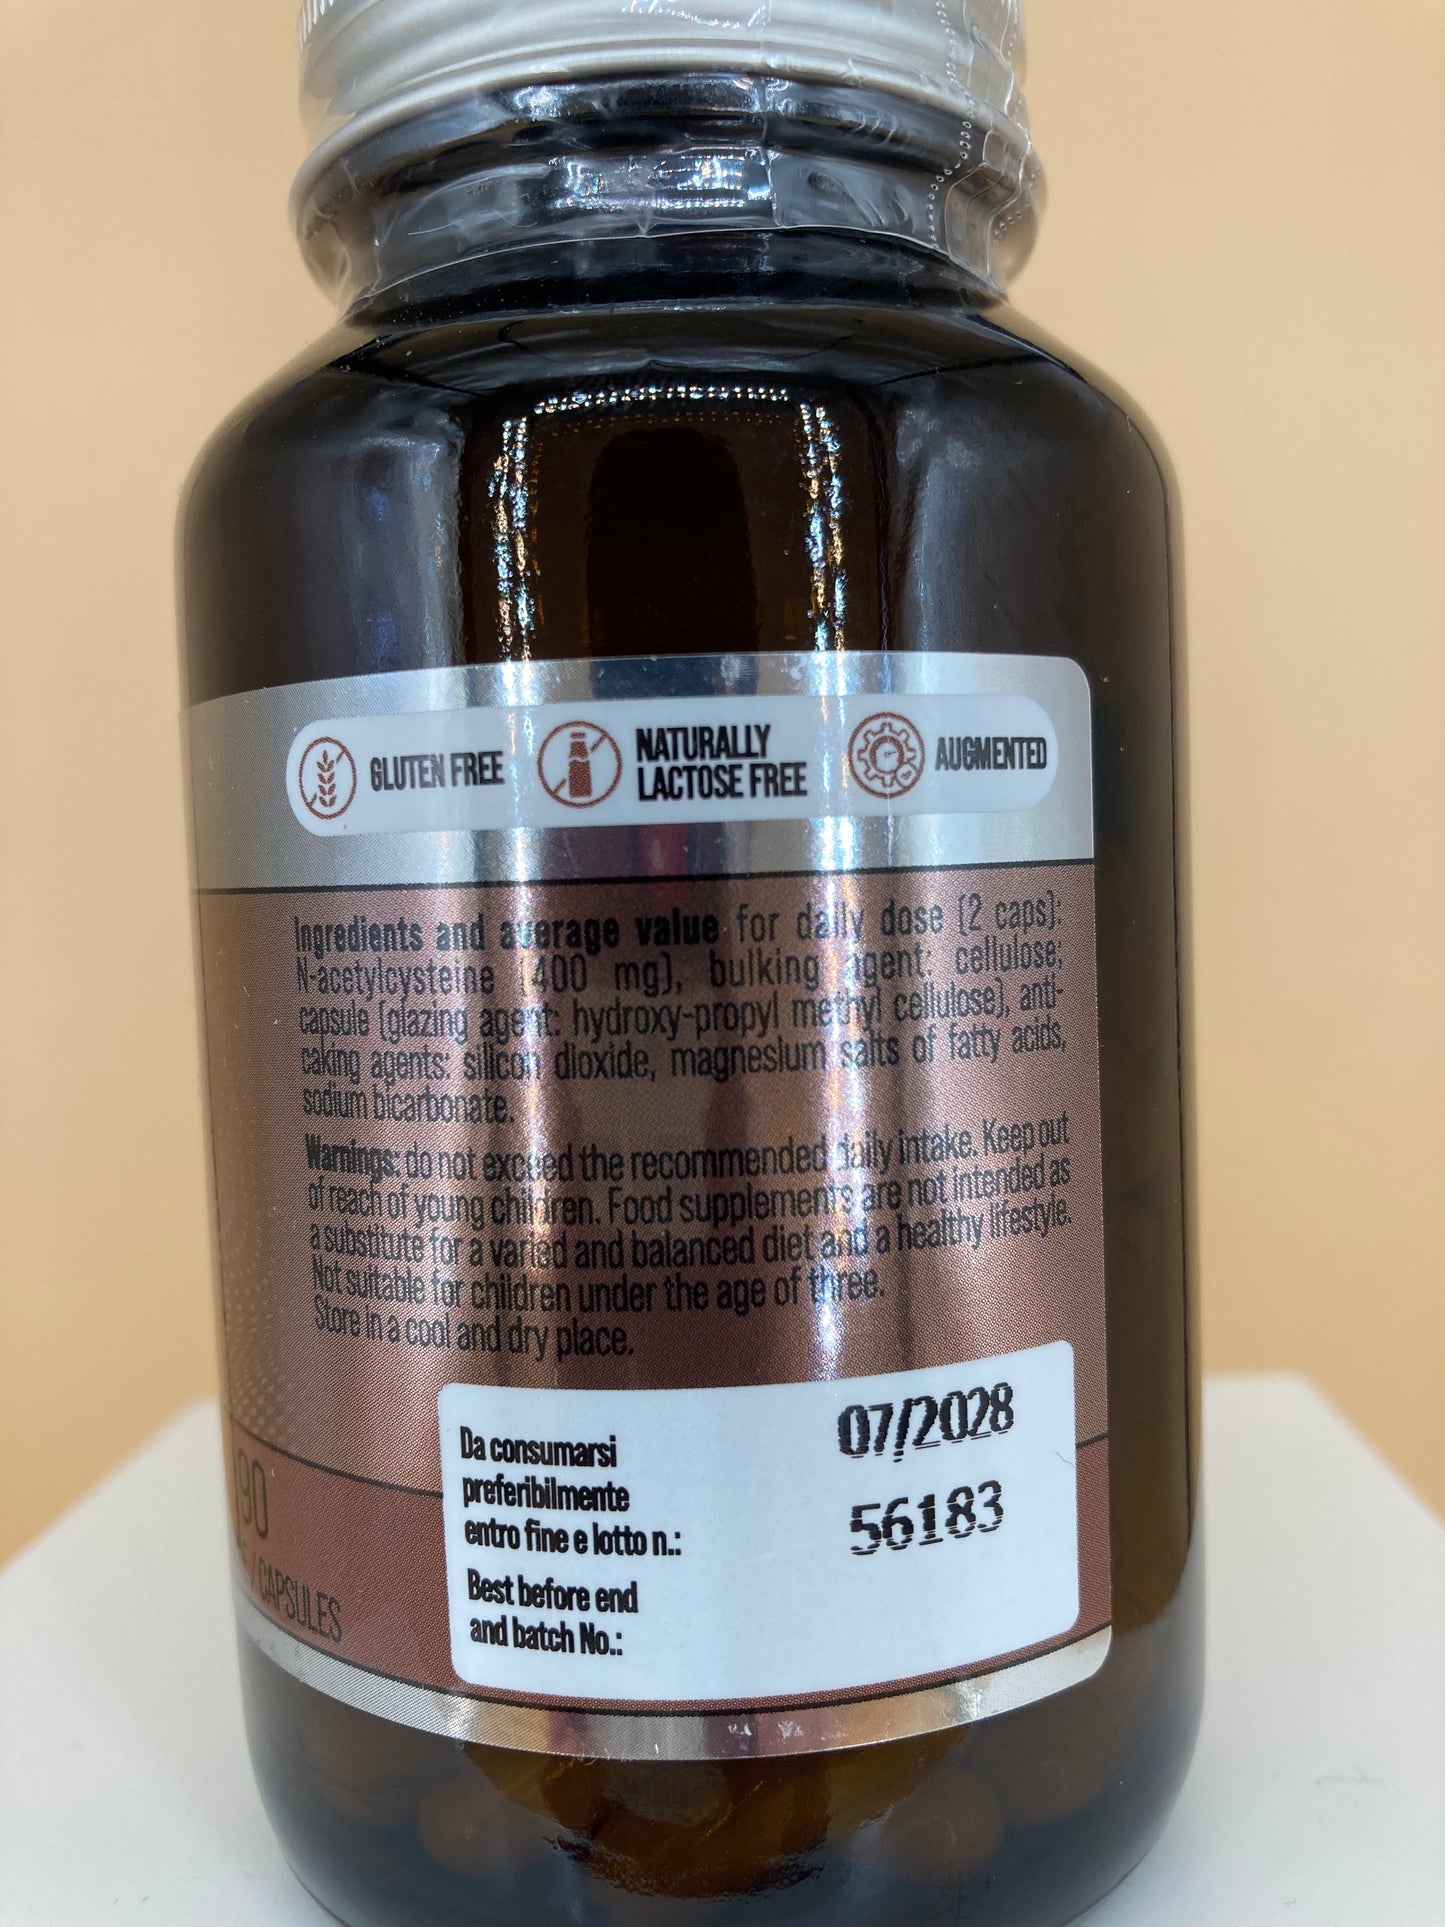 GLUTEN FREE
NATURALLY
LACTOSE FREE
AUGMENTED
Ingredients and average value for daily dose (2 caps):
N-acetylcysteine (400 mg), bulking agent: cellulose;
capsule (glazing agent: hydroxy-propyl methyl cellulose), anti-
caking agents: silicon dioxide, magnesium salts of fatty acids,
sodium bicarbonate.
Warnings: do not exceed the recommended daily intake. Keep out
of reach of young children. Food supplements are not intended as
a substitute for a varied and balanced diet and a healthy lifestyle.
Not suitable for children under the age of three.
Store in a cool and dry place.
90
/ CAPSULES
Da consumarsi
preferibilmente
entro fine e lotto n.:
Best before end
and batch No.:
07/2028
56183